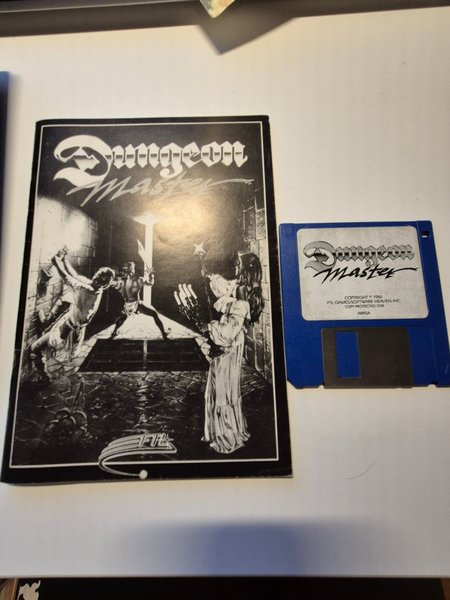 Dungeon
Master
FTL
Dungeon
Master
COPYRIGHT © 1988
FTL GAMES/SOFTWARE HEAVEN INC.
COPY PROTECTED DISK
AMIGA